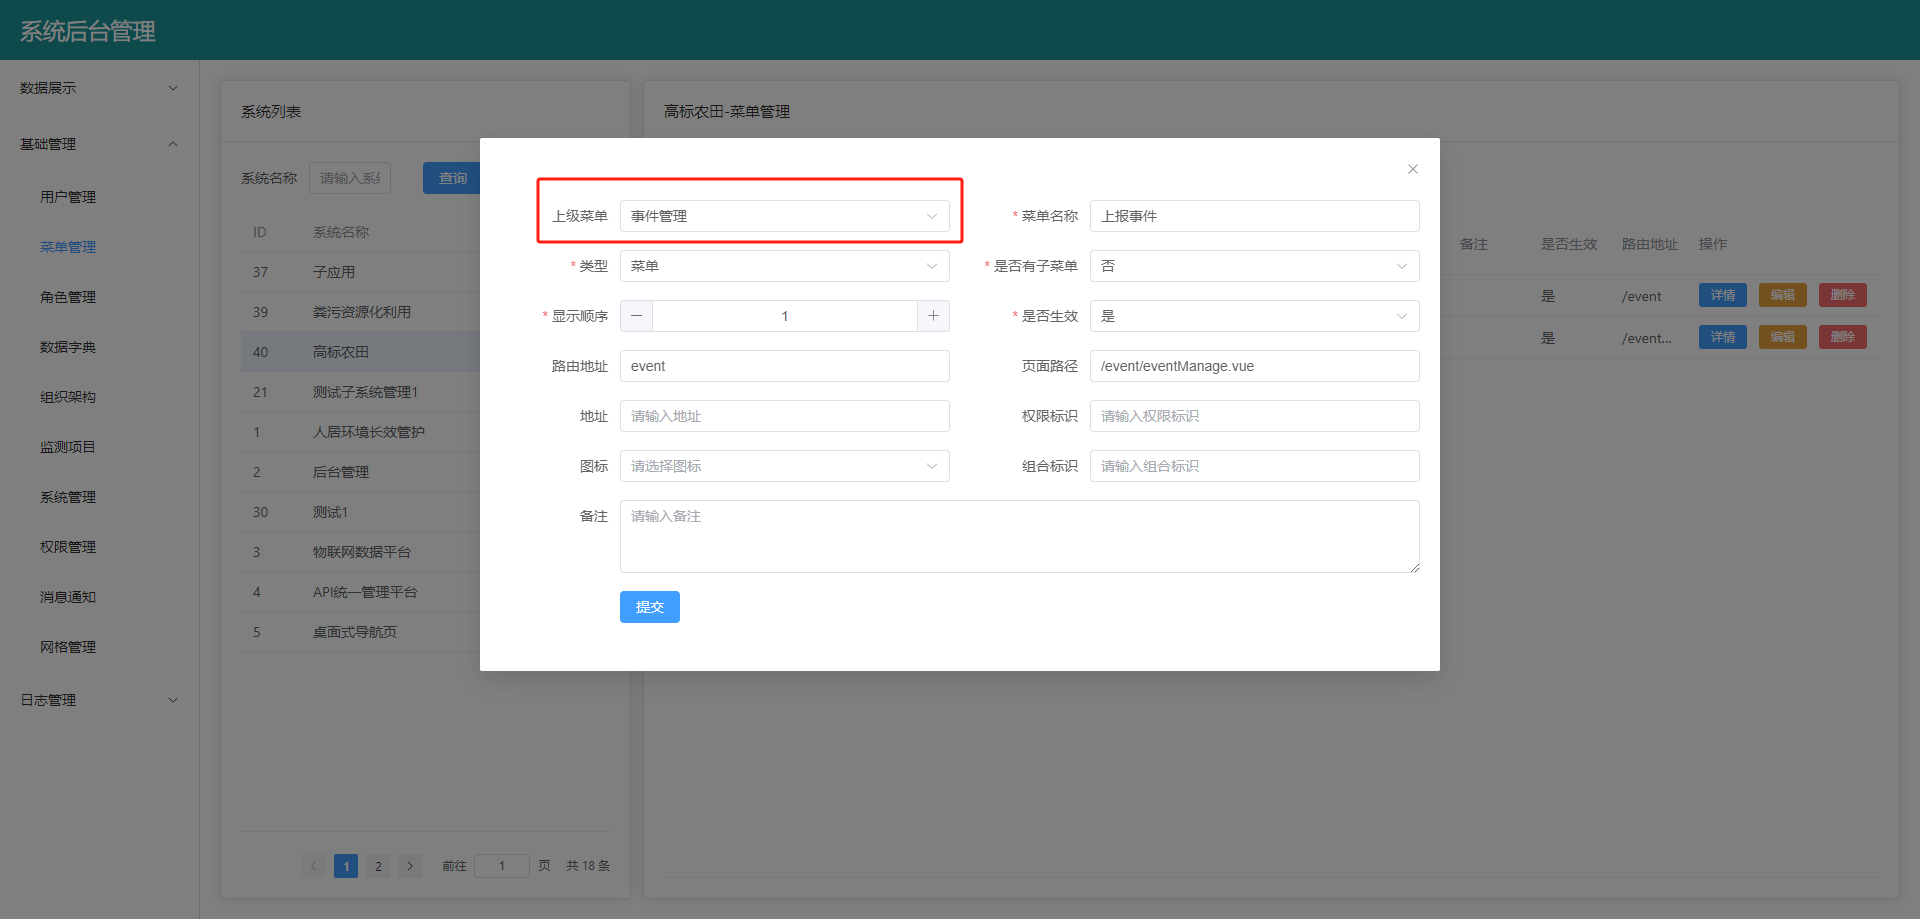 系统后台管理
数据展示
基础管理
用户管理
菜单管理
角色管理
数据字典
组织架构
监测项目
系统管理
权限管理
消息通知
网格管理
日志管理
系统列表
系统名称 请输入系统 查询
ID 系统名称
37 子应用
39 粪污资源化利用
40 高标农田
21 测试子系统管理1
1 人居环境长效管护
2 后台管理
30 测试1
3 物联网数据平台
4 API统一管理平台
5 桌面式导航页
1 2 前往 1 页 共 18 条
高标农田-菜单管理
备注 是否生效 路由地址 操作
是 /event 详情 编辑 删除
是 /event... 详情 编辑 删除
上级菜单 事件管理 * 菜单名称 上报事件
* 类型 菜单 * 是否有子菜单 否
* 显示顺序 1 * 是否生效 是
路由地址 event 页面路径 /event/eventManage.vue
地址 请输入地址 权限标识 请输入权限标识
图标 请选择图标 组合标识 请输入组合标识
备注 请输入备注
提交